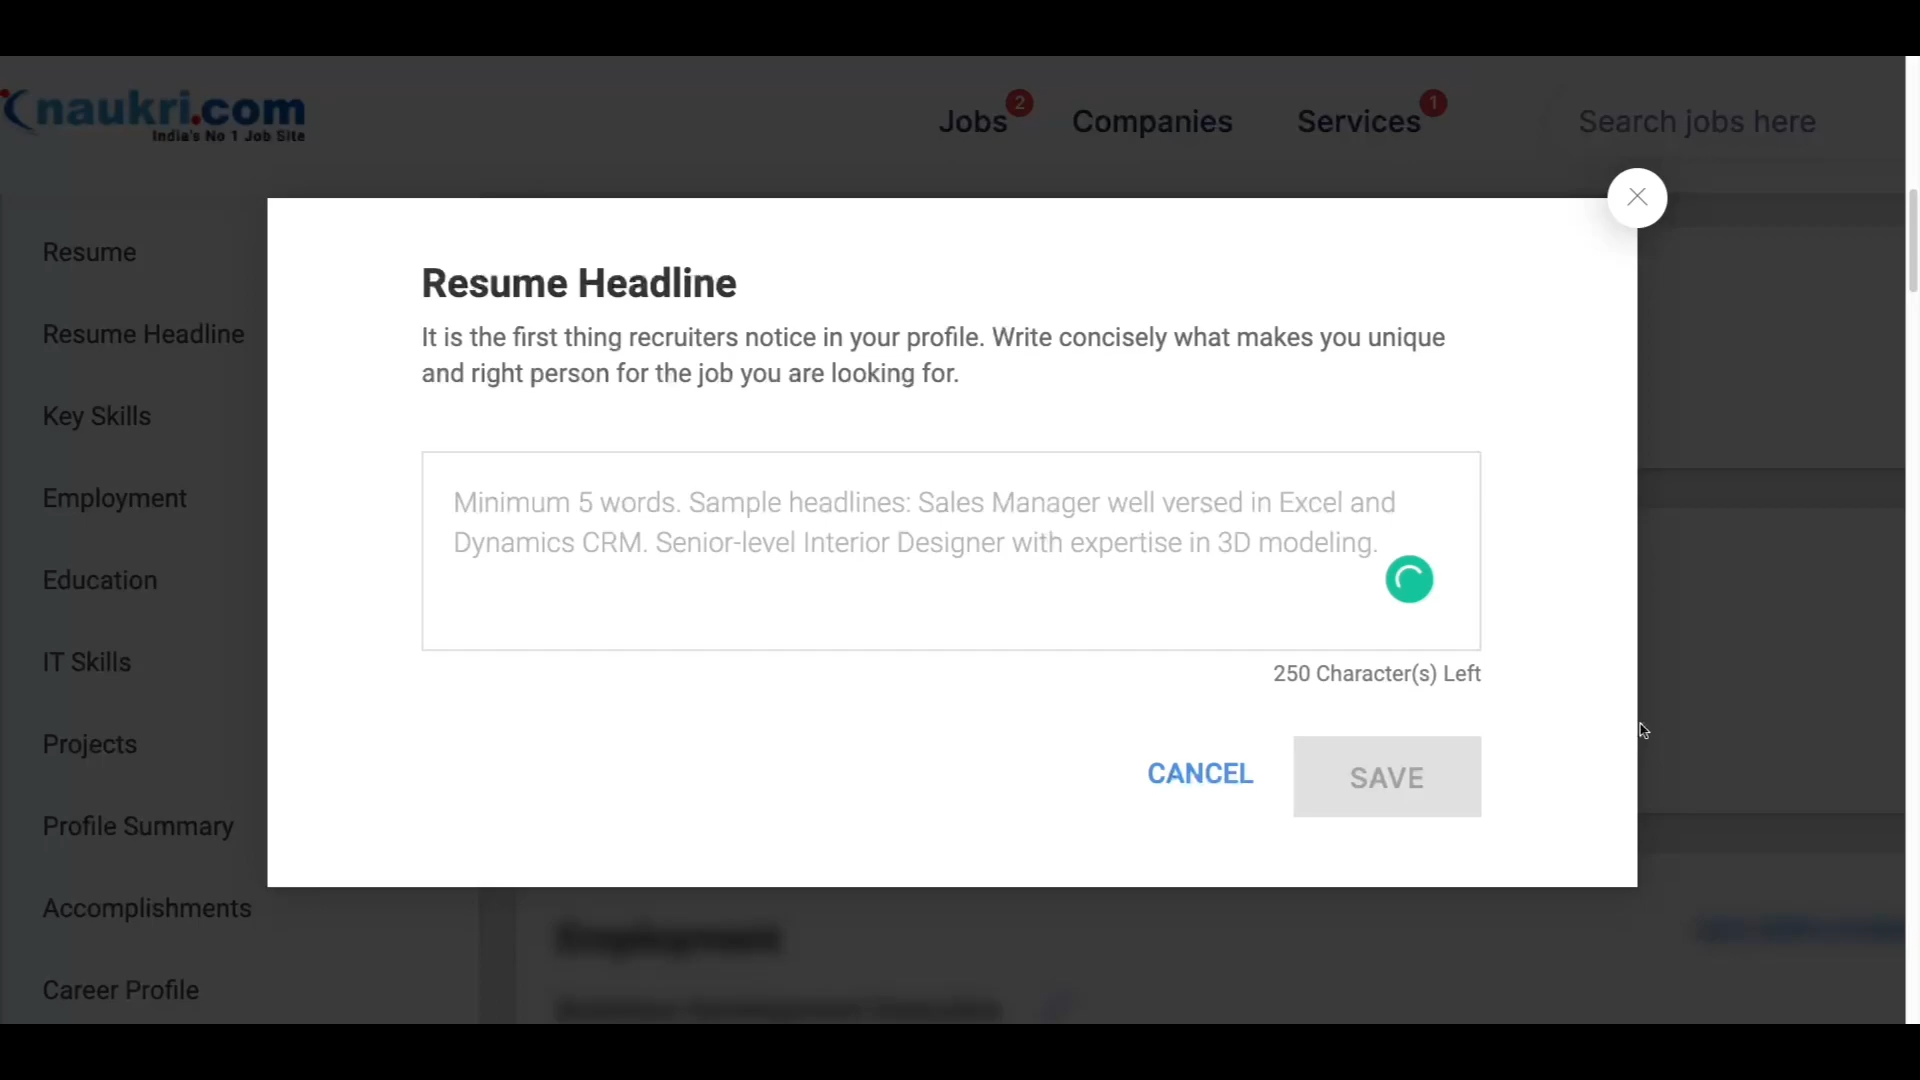 naukri.com
India's No 1 Job Site
Jobs 2 Companies Services 1 Search jobs here
Resume
Resume Headline
Key Skills
Employment
Education
IT Skills
Projects
Profile Summary
Accomplishments
Career Profile
Resume Headline
It is the first thing recruiters notice in your profile. Write concisely what makes you unique
and right person for the job you are looking for.
Minimum 5 words. Sample headlines: Sales Manager well versed in Excel and
Dynamics CRM. Senior-level Interior Designer with expertise in 3D modeling.
250 Character(s) Left
CANCEL SAVE
Employment